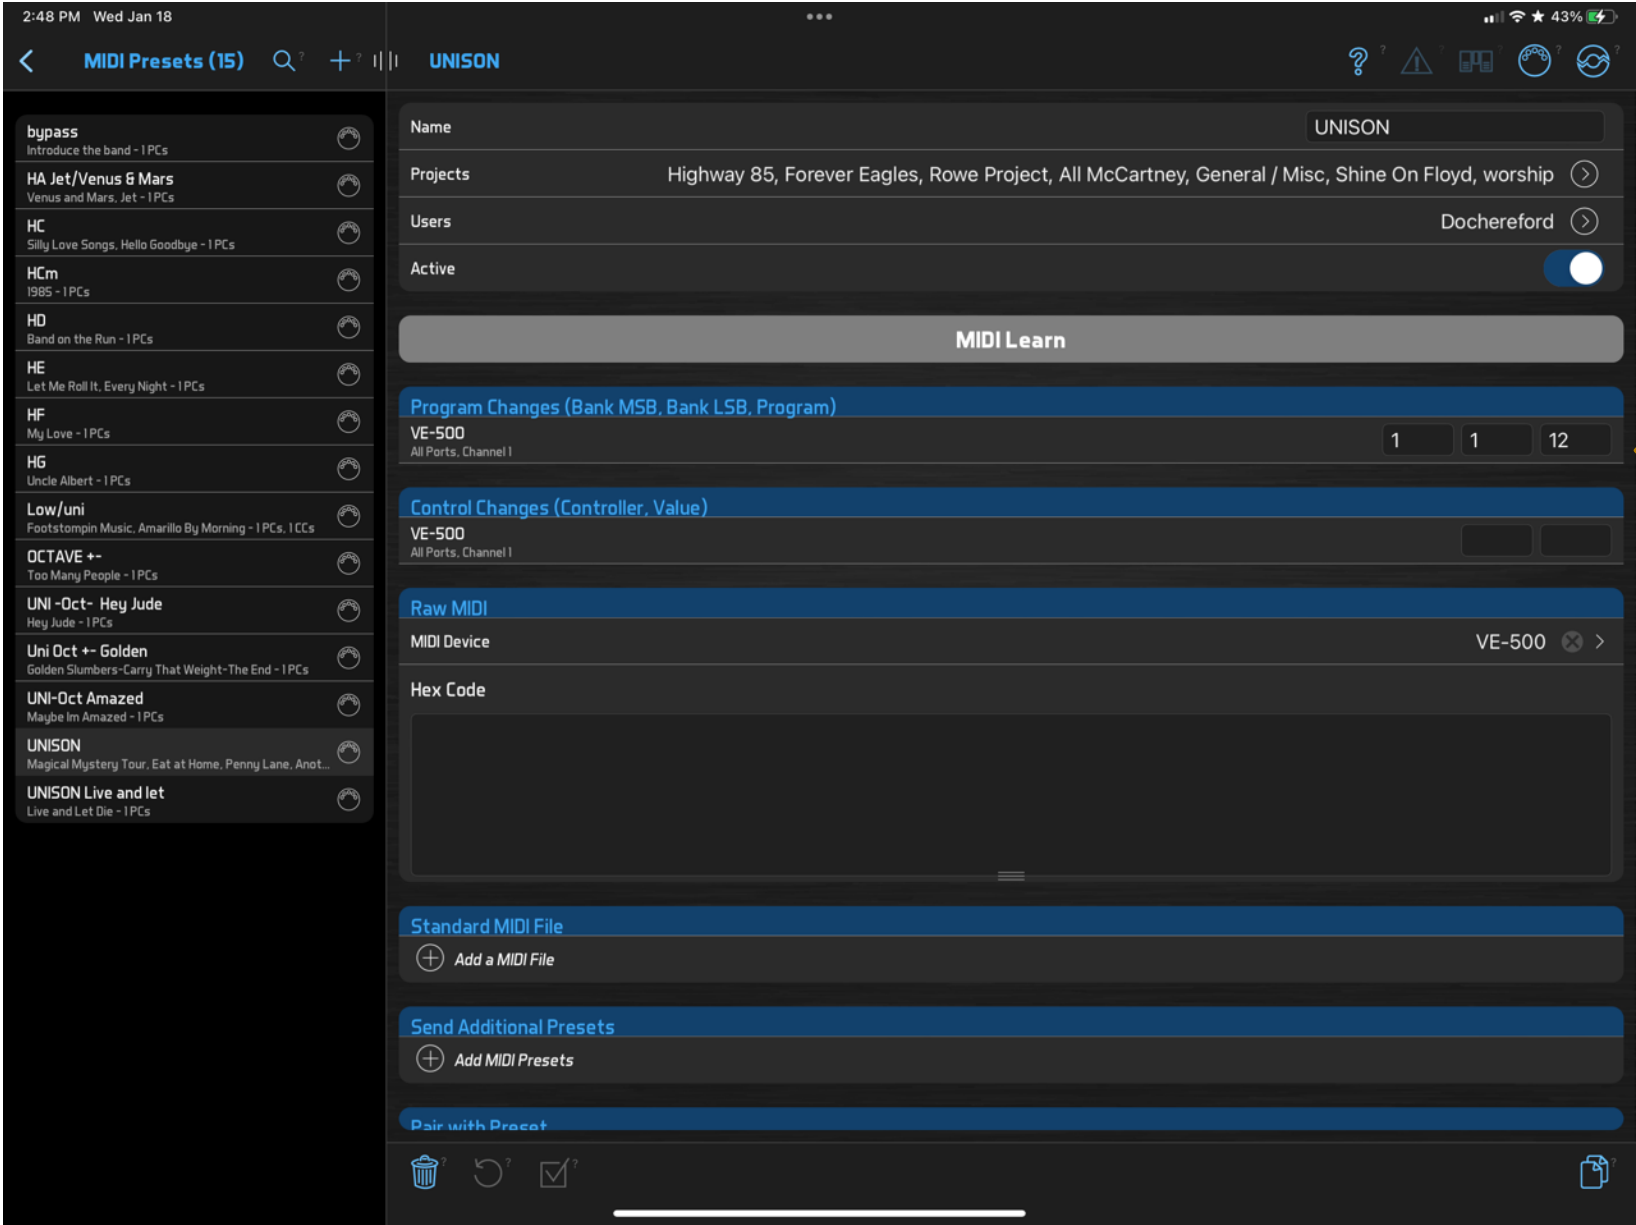 2:48 PM Wed Jan 18
43%
MIDI Presets (15)
UNISON
bypass
Introduce the band - 1 PCs
HA Jet/Venus & Mars
Venus and Mars, Jet - 1 PCs
HC
Silly Love Songs, Hello Goodbye - 1 PCs
HCm
1985 - 1 PCs
HD
Band on the Run - 1 PCs
HE
Let Me Roll It, Every Night - 1 PCs
HF
My Love - 1 PCs
HG
Uncle Albert - 1 PCs
Low/uni
Footstompin Music, Amarillo By Morning - 1 PCs, 1 CCs
OCTAVE +-
Too Many People - 1 PCs
UNI -Oct- Hey Jude
Hey Jude - 1 PCs
Uni Oct +- Golden
Golden Slumbers-Carry That Weight-The End - 1 PCs
UNI-Oct Amazed
Maybe Im Amazed - 1 PCs
UNISON
Magical Mystery Tour, Eat at Home, Penny Lane, Anot...
UNISON Live and let
Live and Let Die - 1 PCs
Name UNISON
Projects Highway 85, Forever Eagles, Rowe Project, All McCartney, General / Misc, Shine On Floyd, worship
Users Dochereford
Active
MIDI Learn
Program Changes (Bank MSB, Bank LSB, Program)
VE-500 1 1 12
All Ports, Channel 1
Control Changes (Controller, Value)
VE-500
All Ports, Channel 1
Raw MIDI
MIDI Device VE-500
Hex Code
Standard MIDI File
Add a MIDI File
Send Additional Presets
Add MIDI Presets
Pair with Preset